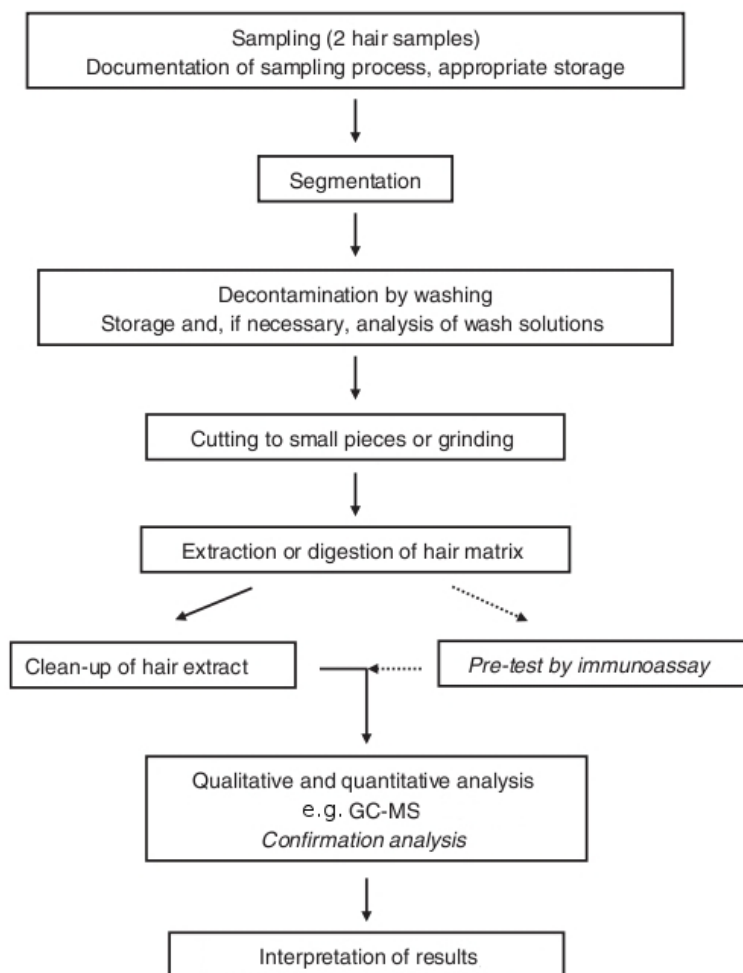 Sampling (2 hair samples)
Documentation of sampling process, appropriate storage
Segmentation
Decontamination by washing
Storage and, if necessary, analysis of wash solutions
Cutting to small pieces or grinding
Extraction or digestion of hair matrix
Clean-up of hair extract
Pre-test by immunoassay
Qualitative and quantitative analysis
e.g. GC-MS
Confirmation analysis
Interpretation of results